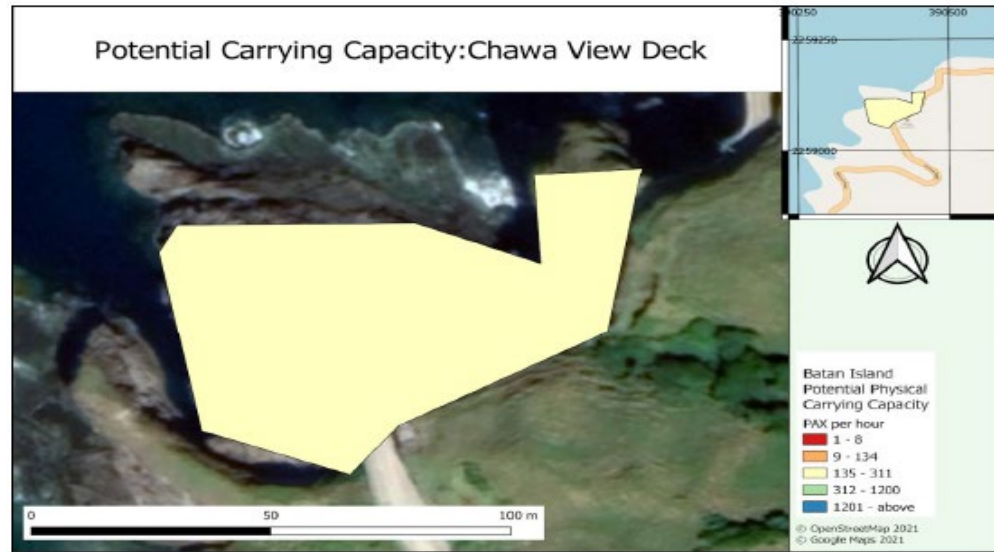 Potential Carrying Capacity:Chawa View Deck
390250
390500
2259250
2259000
Batan Island
Potential Physical
Carrying Capacity
PAX per hour
1 - 8
9 - 134
135 - 311
312 - 1200
1201 - above
© OpenStreetMap 2021
© Google Maps 2021
0 50 100 m